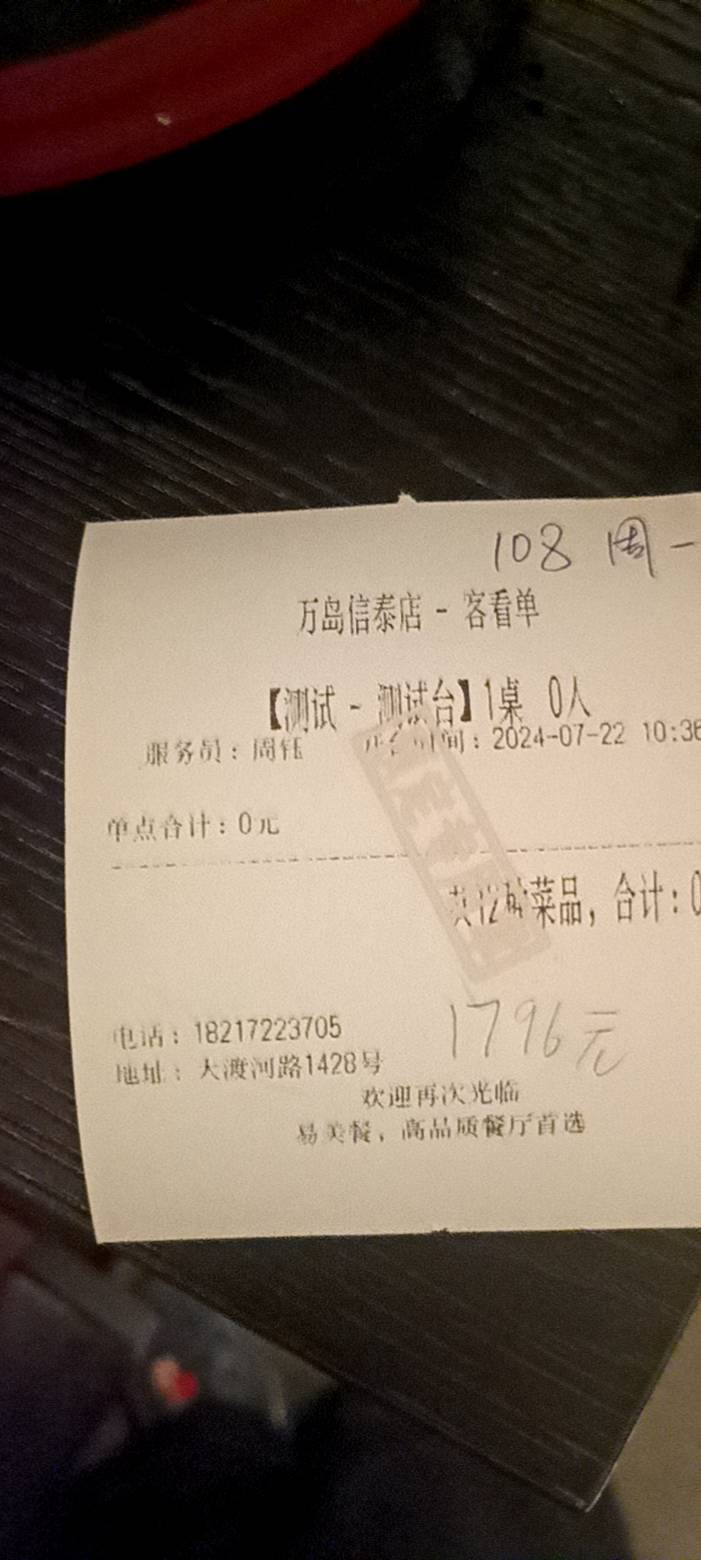 108 周一
万岛信泰店 - 客看单
【测试 - 测试台】1桌 0人
服务员：周钰 开台时间：2024-07-22 10:36
单点合计：0元
菜品，合计：0
电话：18217223705
1796元
地址：大渡河路1428号
欢迎再次光临
易美餐，高品质餐厅首选